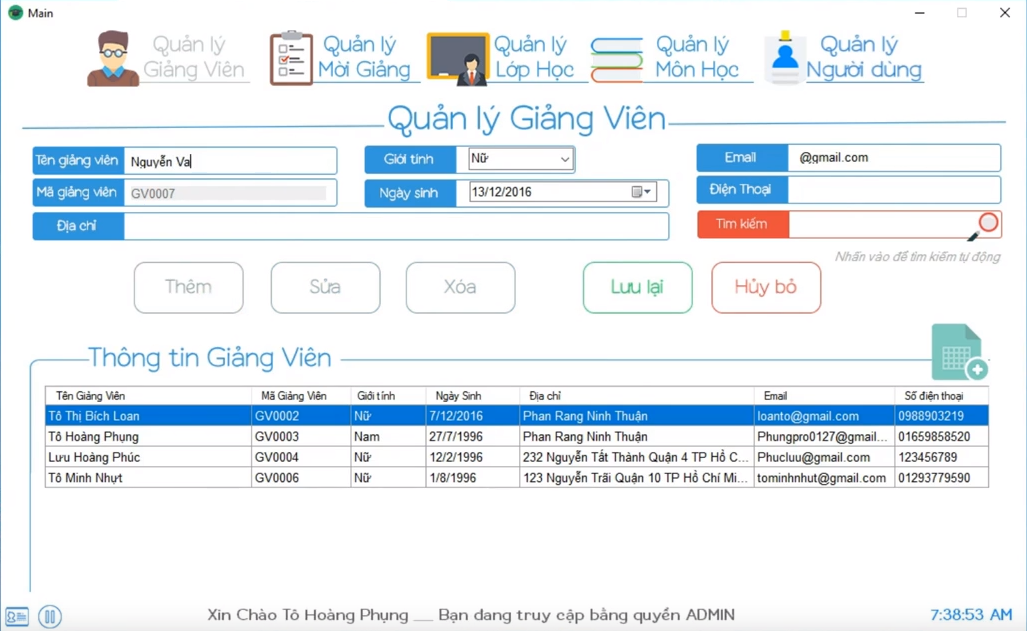 Main
Quản lý
Giảng Viên
Quản lý
Mời Giảng
Quản lý
Lớp Học
Quản lý
Môn Học
Quản lý
Người dùng
Quản lý Giảng Viên
Tên giảng viên Nguyễn Va
Giới tính Nữ
Email @gmail.com
Mã giảng viên GV0007
Ngày sinh 13/12/2016
Điện Thoại
Địa chỉ
Tìm kiếm
Nhấn vào để tìm kiếm tự động
Thêm Sửa Xóa Lưu lại Hủy bỏ
Thông tin Giảng Viên
Tên Giảng Viên Mã Giảng Viên Giới tính Ngày Sinh Địa chỉ Email Số điện thoại
Tô Thị Bích Loan GV0002 Nữ 7/12/2016 Phan Rang Ninh Thuận loanto@gmail.com 0988903219
Tô Hoàng Phụng GV0003 Nam 27/7/1996 Phan Rang Ninh Thuận Phungpro0127@gmail... 01659858520
Lưu Hoàng Phúc GV0004 Nữ 12/2/1996 232 Nguyễn Tất Thành Quận 4 TP Hồ C... Phucluu@gmail.com 123456789
Tô Minh Nhựt GV0006 Nữ 1/8/1996 123 Nguyễn Trãi Quận 10 TP Hồ Chí Mi... tominhnhut@gmail.com 01293779590
Xin Chào Tô Hoàng Phụng __ Bạn đang truy cập bằng quyền ADMIN
7:38:53 AM